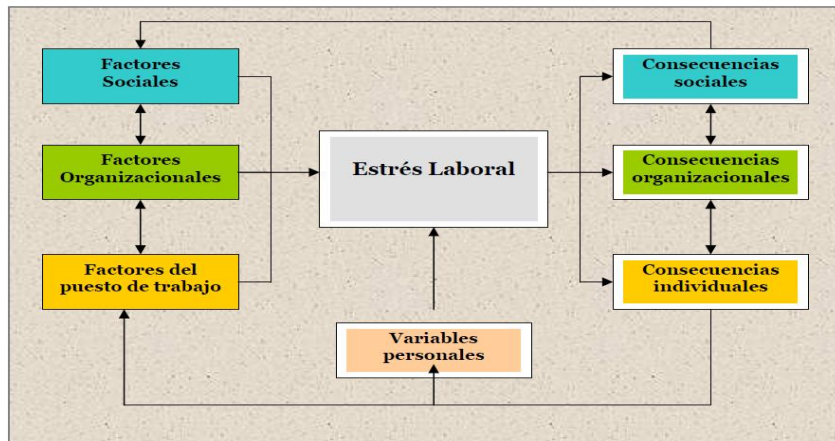 Factores
Sociales
Consecuencias
sociales
Factores
Organizacionales
Estrés Laboral
Consecuencias
organizacionales
Factores del
puesto de trabajo
Consecuencias
individuales
Variables
personales